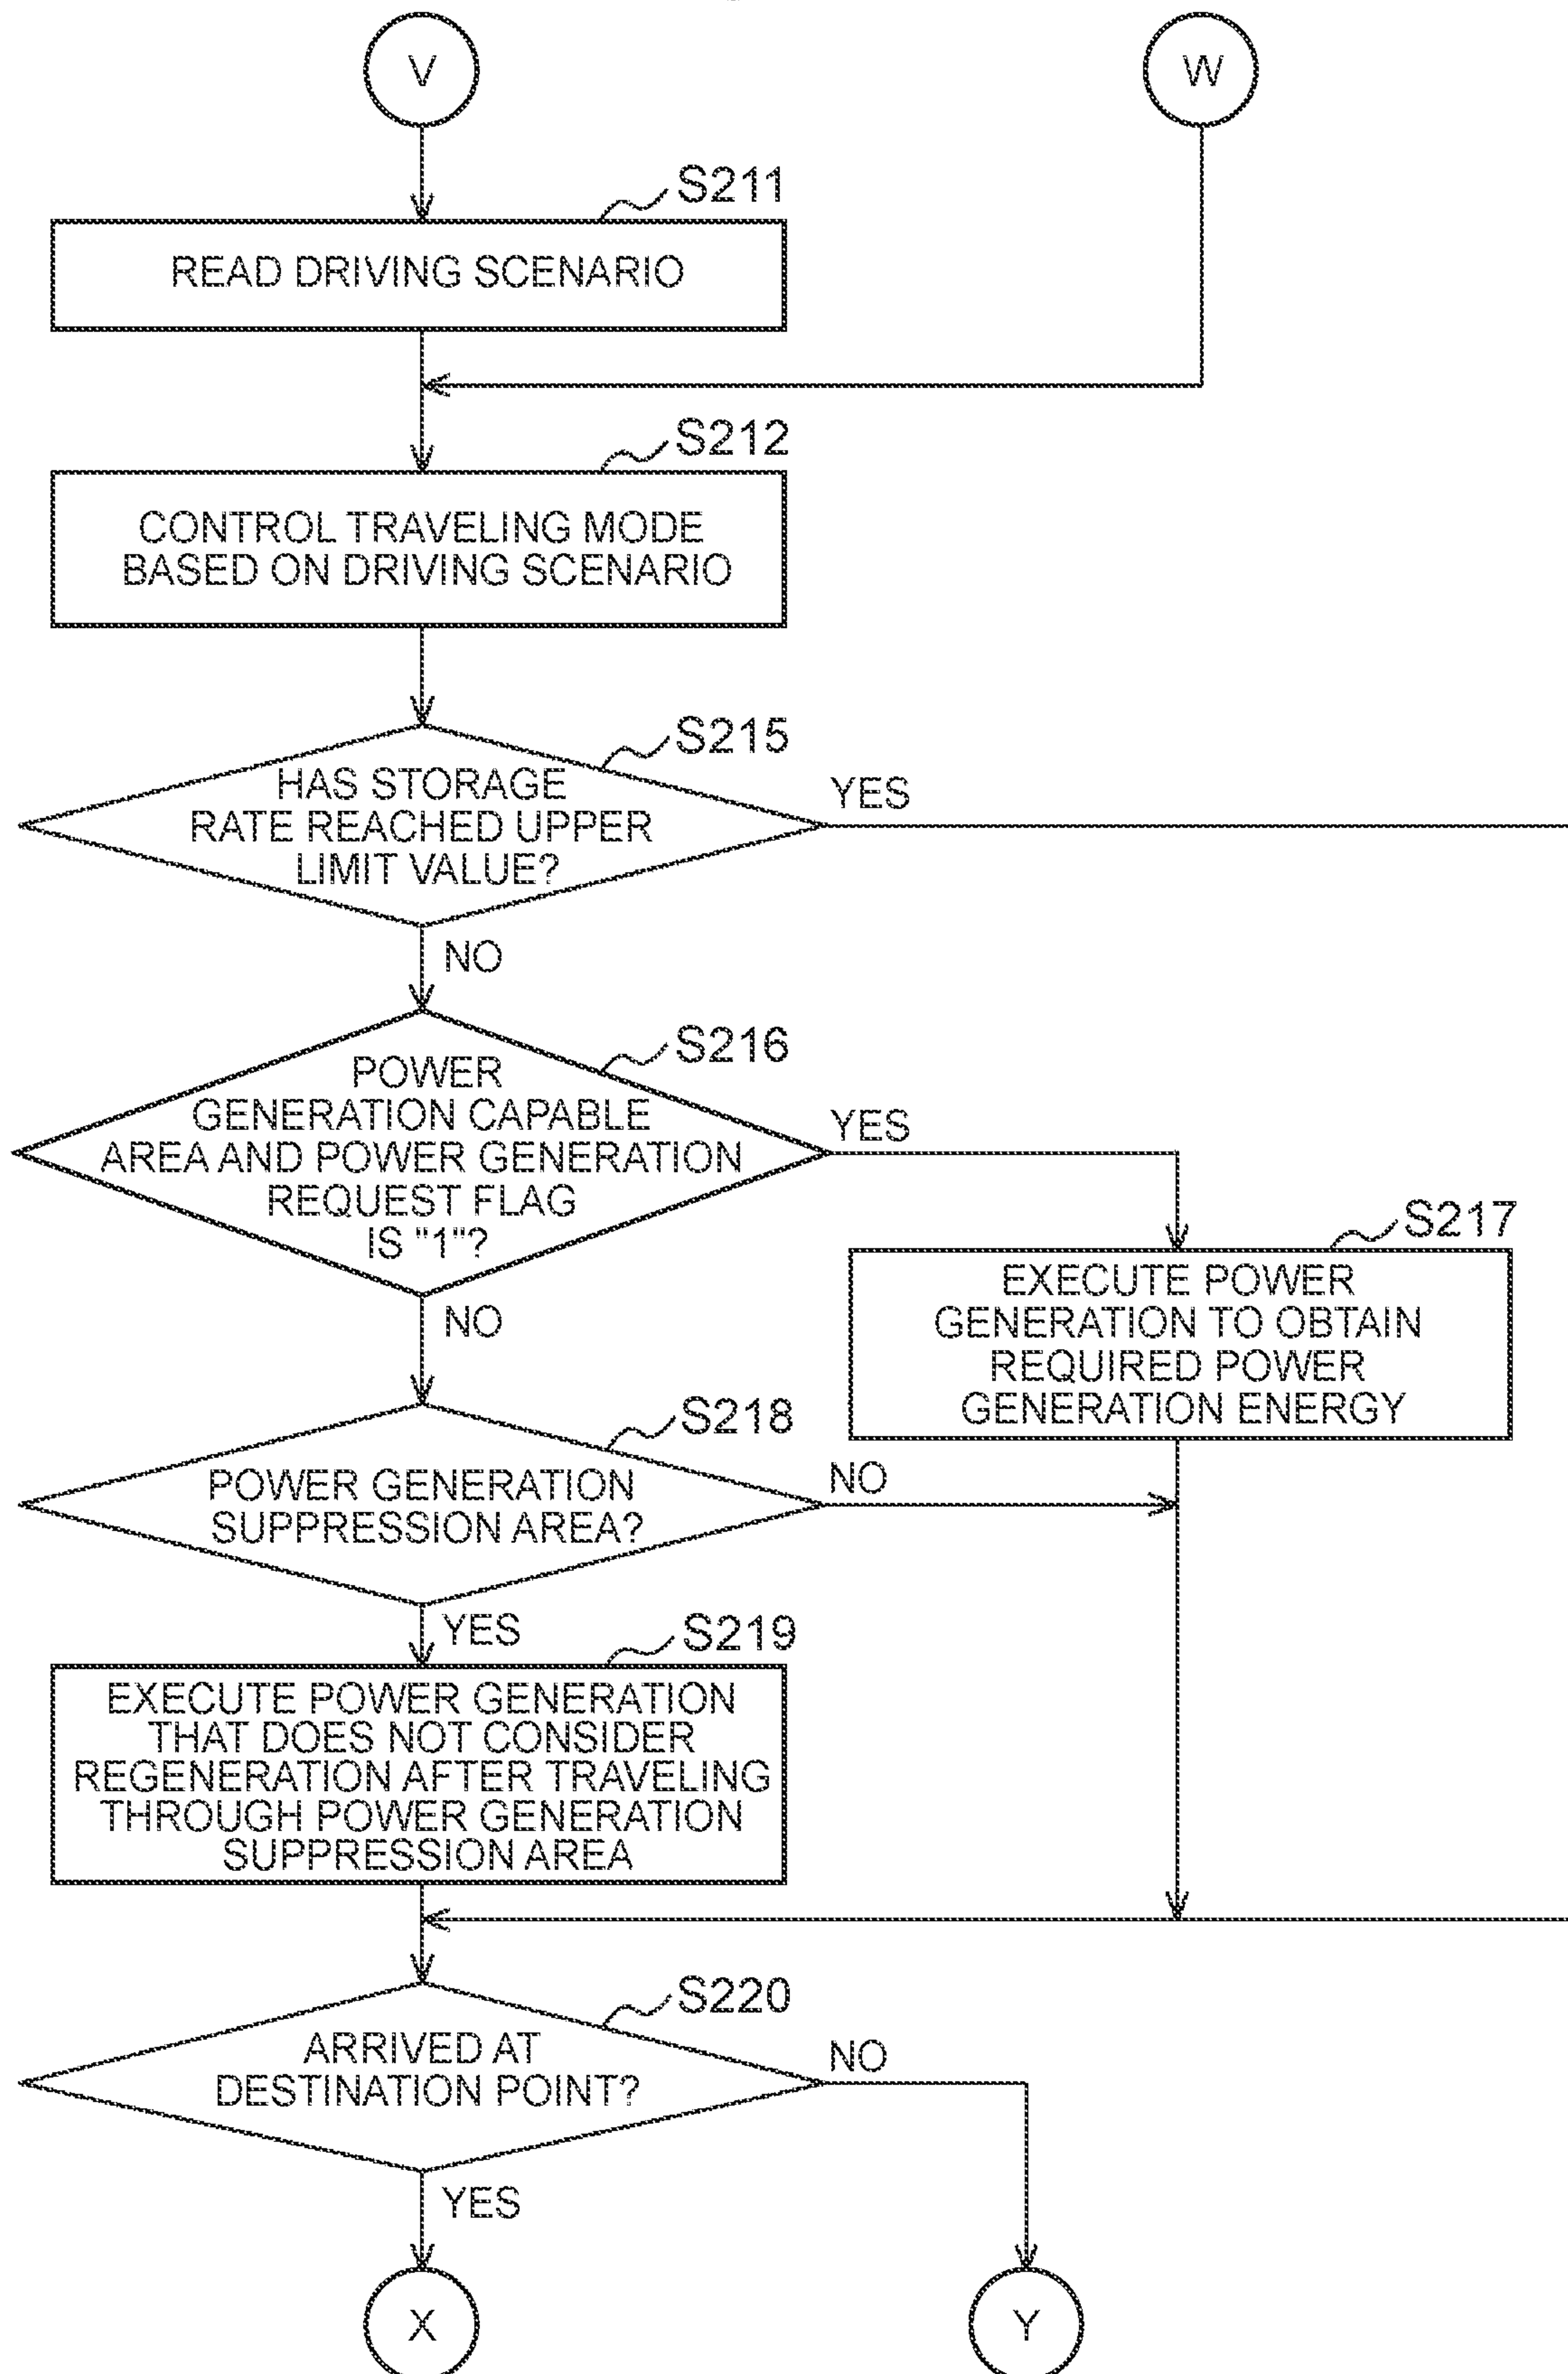 V
W
S211
READ DRIVING SCENARIO
S212
CONTROL TRAVELING MODE
BASED ON DRIVING SCENARIO
S215
HAS STORAGE
RATE REACHED UPPER
LIMIT VALUE?
YES
NO
S216
POWER
GENERATION CAPABLE
AREA AND POWER GENERATION
REQUEST FLAG
IS "1"?
YES
NO
S217
EXECUTE POWER
GENERATION TO OBTAIN
REQUIRED POWER
GENERATION ENERGY
S218
POWER GENERATION
SUPPRESSION AREA?
NO
YES
S219
EXECUTE POWER GENERATION
THAT DOES NOT CONSIDER
REGENERATION AFTER TRAVELING
THROUGH POWER GENERATION
SUPPRESSION AREA
S220
ARRIVED AT
DESTINATION POINT?
NO
YES
X
Y